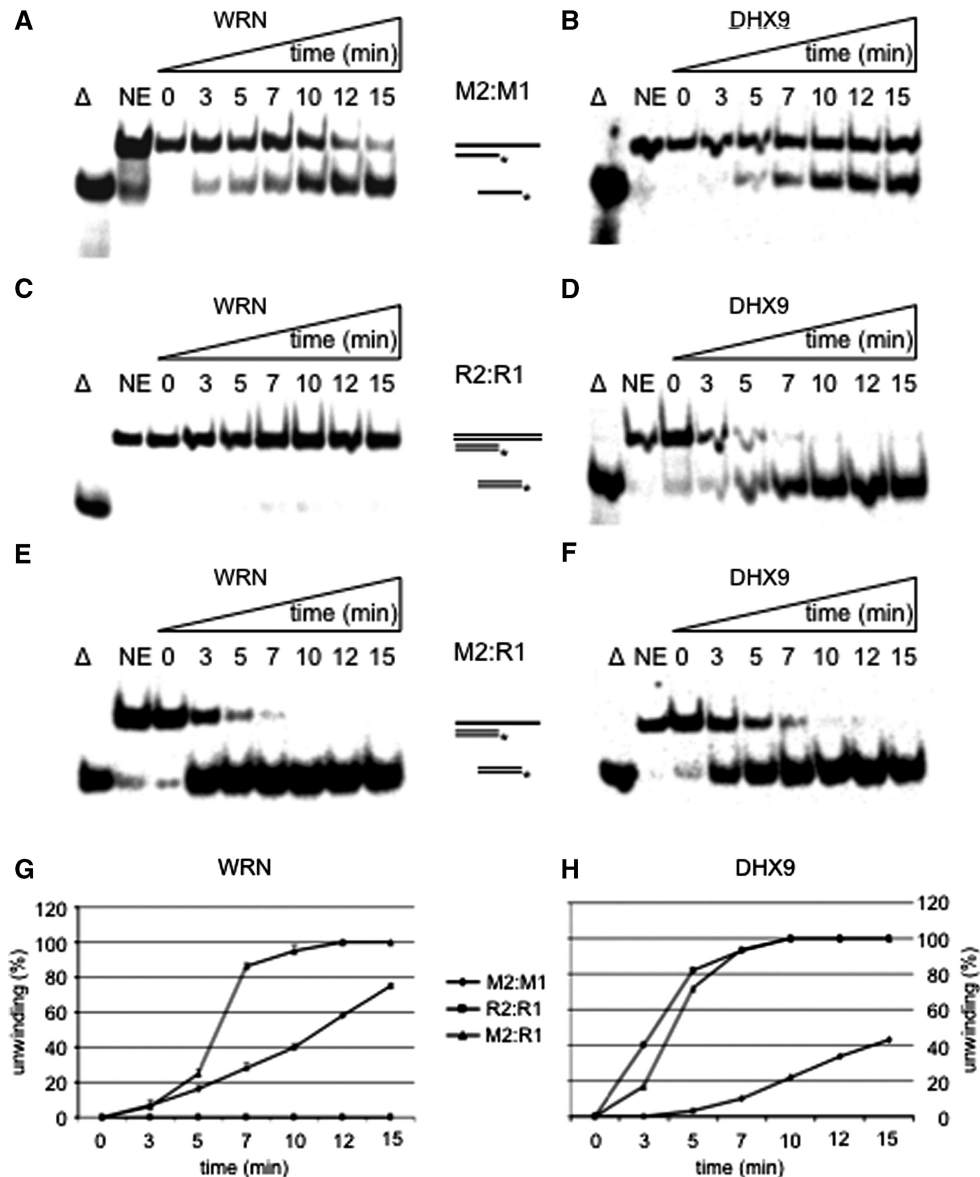 A
WRN
time (min)
Δ NE 0 3 5 7 10 12 15
M2:M1
*
*
B
DHX9
time (min)
Δ NE 0 3 5 7 10 12 15
C
WRN
time (min)
Δ NE 0 3 5 7 10 12 15
R2:R1
*
*
D
DHX9
time (min)
Δ NE 0 3 5 7 10 12 15
E
WRN
time (min)
Δ NE 0 3 5 7 10 12 15
M2:R1
*
*
F
DHX9
time (min)
Δ NE 0 3 5 7 10 12 15
G
WRN
unwinding (%)
120
100
80
60
40
20
0
0 3 5 7 10 12 15
time (min)
M2:M1
R2:R1
M2:R1
H
DHX9
120
100
80
60
40
20
0
unwinding (%)
0 3 5 7 10 12 15
time (min)